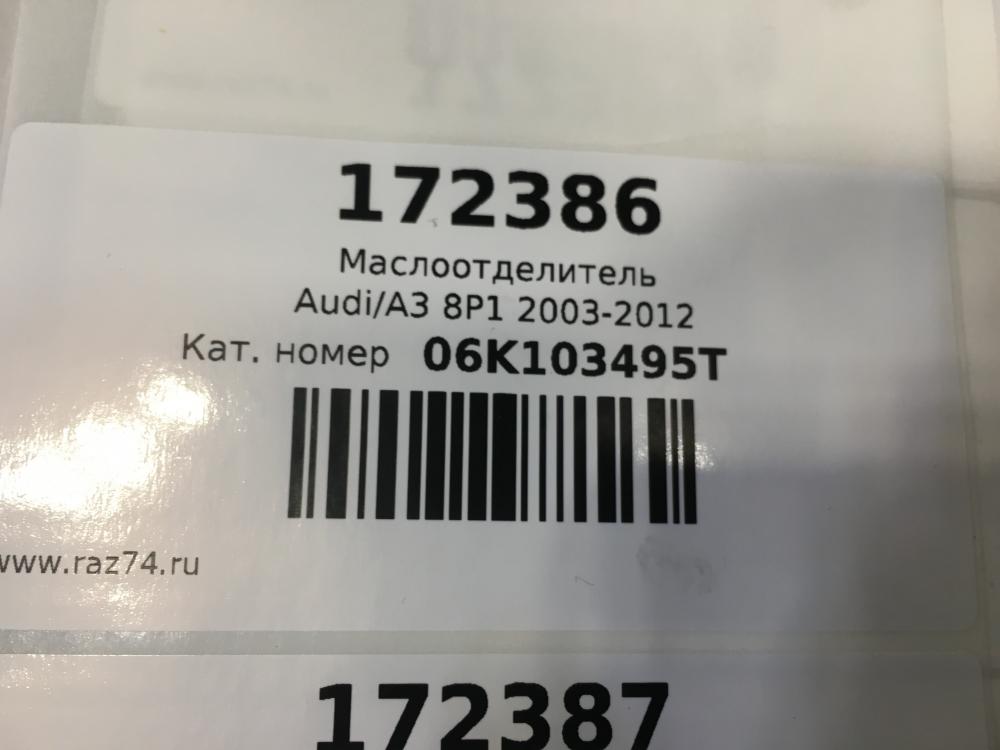 172386
Маслоотделитель
Audi/A3 8P1 2003-2012
Кат. номер 06K103495T
www.raz74.ru
172387